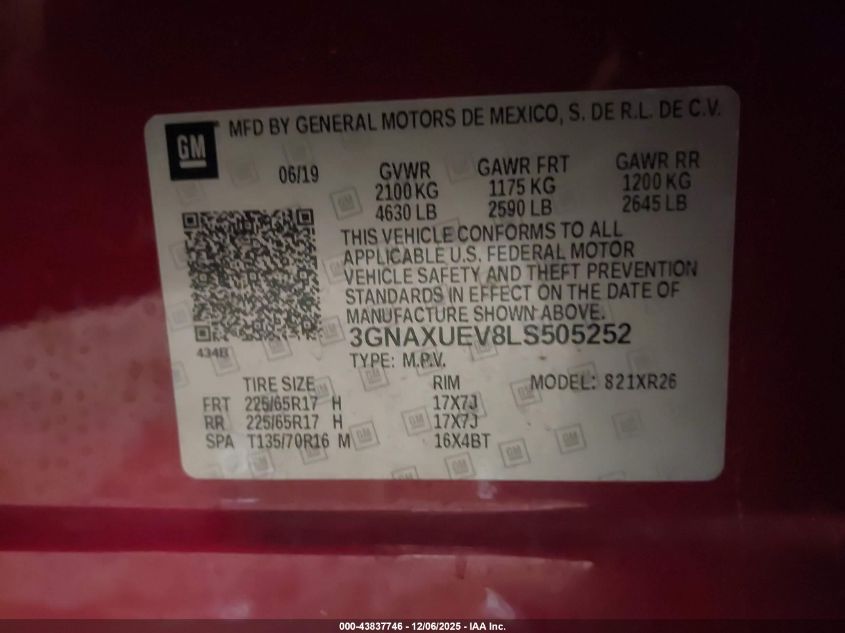 GM
MFD BY GENERAL MOTORS DE MEXICO, S. DE R.L. DE C.V.
06/19
GVWR GAWR FRT GAWR RR
2100 KG 1175 KG 1200 KG
4630 LB 2590 LB 2645 LB
THIS VEHICLE CONFORMS TO ALL
APPLICABLE U.S. FEDERAL MOTOR
VEHICLE SAFETY AND THEFT PREVENTION
STANDARDS IN EFFECT ON THE DATE OF
MANUFACTURE SHOWN ABOVE.
3GNAXUEV8LS505252
434B
TYPE: M.P.V.
TIRE SIZE RIM MODEL: 821XR26
FRT 225/65R17 H 17X7J
RR 225/65R17 H 17X7J
SPA T135/70R16 M 16X4BT
000-43837746 - 12/06/2025 - IAA Inc.